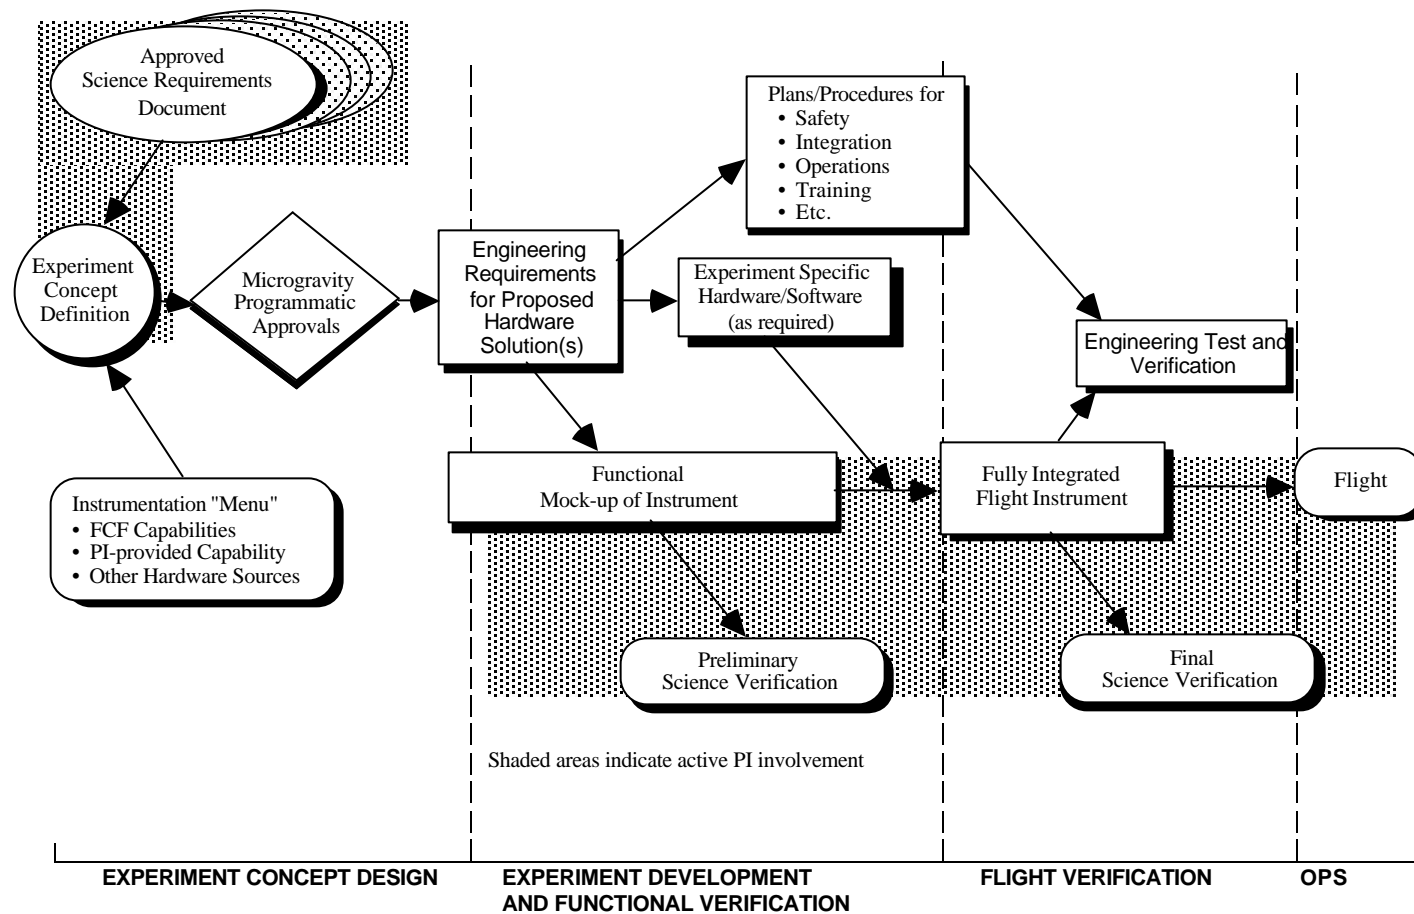 Approved
Science Requirements
Document
Experiment
Concept
Definition
Microgravity
Programmatic
Approvals
Instrumentation "Menu"
• FCF Capabilities
• PI-provided Capability
• Other Hardware Sources
Engineering
Requirements
for Proposed
Hardware
Solution(s)
Plans/Procedures for
• Safety
• Integration
• Operations
• Training
• Etc.
Experiment Specific
Hardware/Software
(as required)
Engineering Test and
Verification
Functional
Mock-up of Instrument
Fully Integrated
Flight Instrument
Flight
Preliminary
Science Verification
Final
Science Verification
Shaded areas indicate active PI involvement
EXPERIMENT CONCEPT DESIGN
EXPERIMENT DEVELOPMENT
AND FUNCTIONAL VERIFICATION
FLIGHT VERIFICATION
OPS